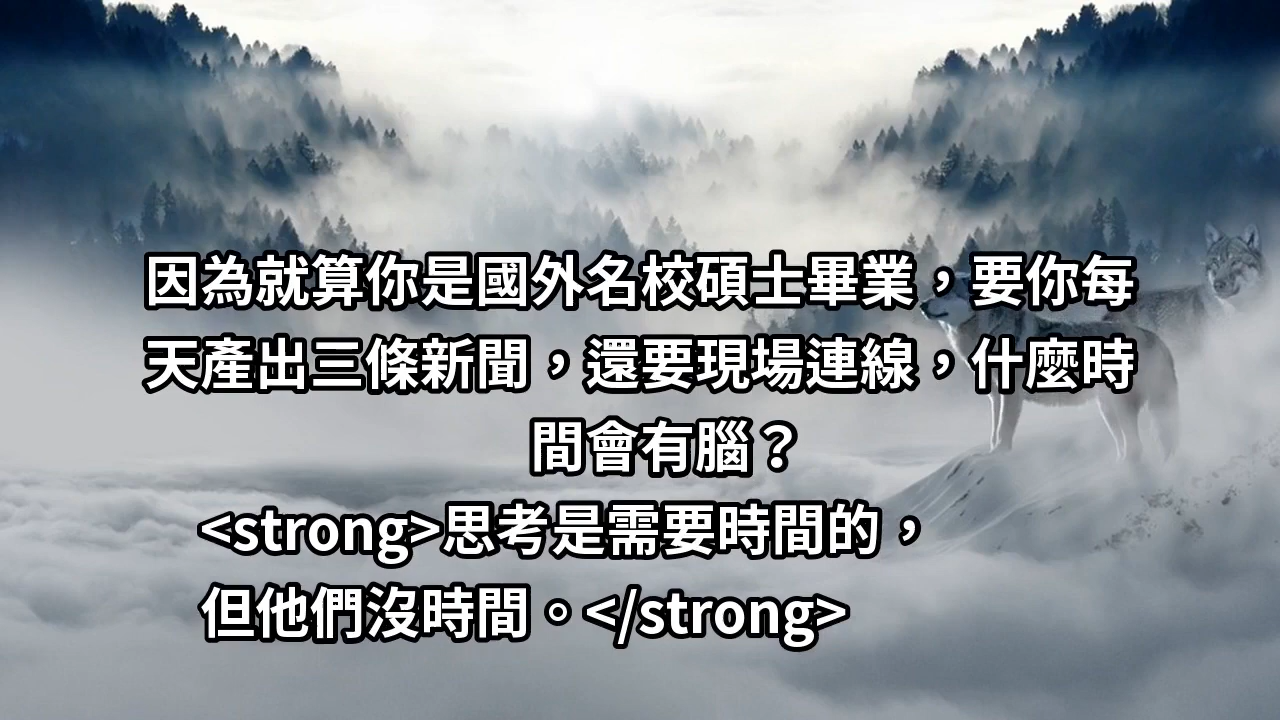 因為就算你是國外名校碩士畢業，要你每
天產出三條新聞，還要現場連線，什麼時
間會有腦？
<strong>思考是需要時間的，
但他們沒時間。</strong>